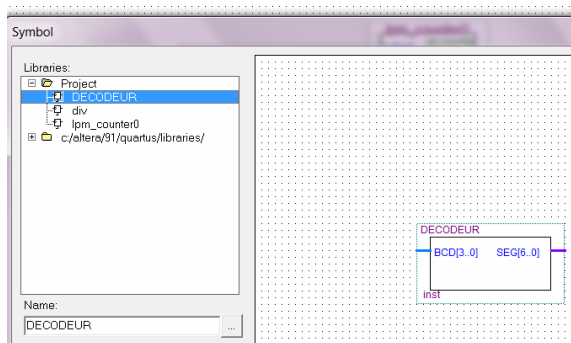 Symbol
Libraries:
Project
DECODEUR
div
lpm_counter0
c:/altera/91/quartus/libraries/
Name:
DECODEUR
...
DECODEUR
BCD[3..0] SEG[6..0]
inst